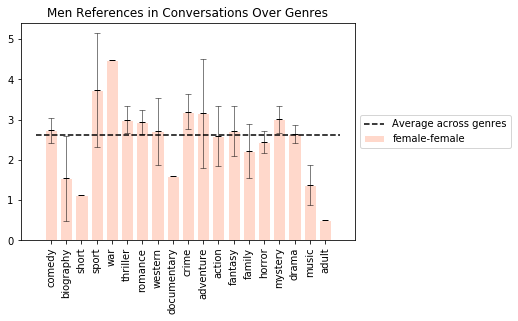 Men References in Conversations Over Genres
5
4
3
2
1
0
comedy
biography
short
sport
war
thriller
romance
western
documentary
crime
adventure
action
fantasy
family
horror
mystery
drama
music
adult
Average across genres
female-female